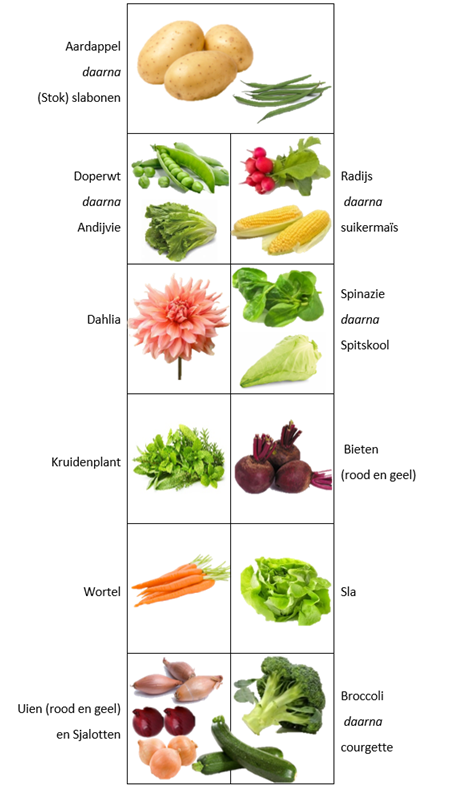 Aardappel
daarna
(Stok) slabonen
Doperwt
daarna
Andijvie
Radijs
daarna
suikermaïs
Dahlia
Spinazie
daarna
Spitskool
Kruidenplant
Bieten
(rood en geel)
Wortel
Sla
Uien (rood en geel)
en Sjalotten
Broccoli
daarna
courgette